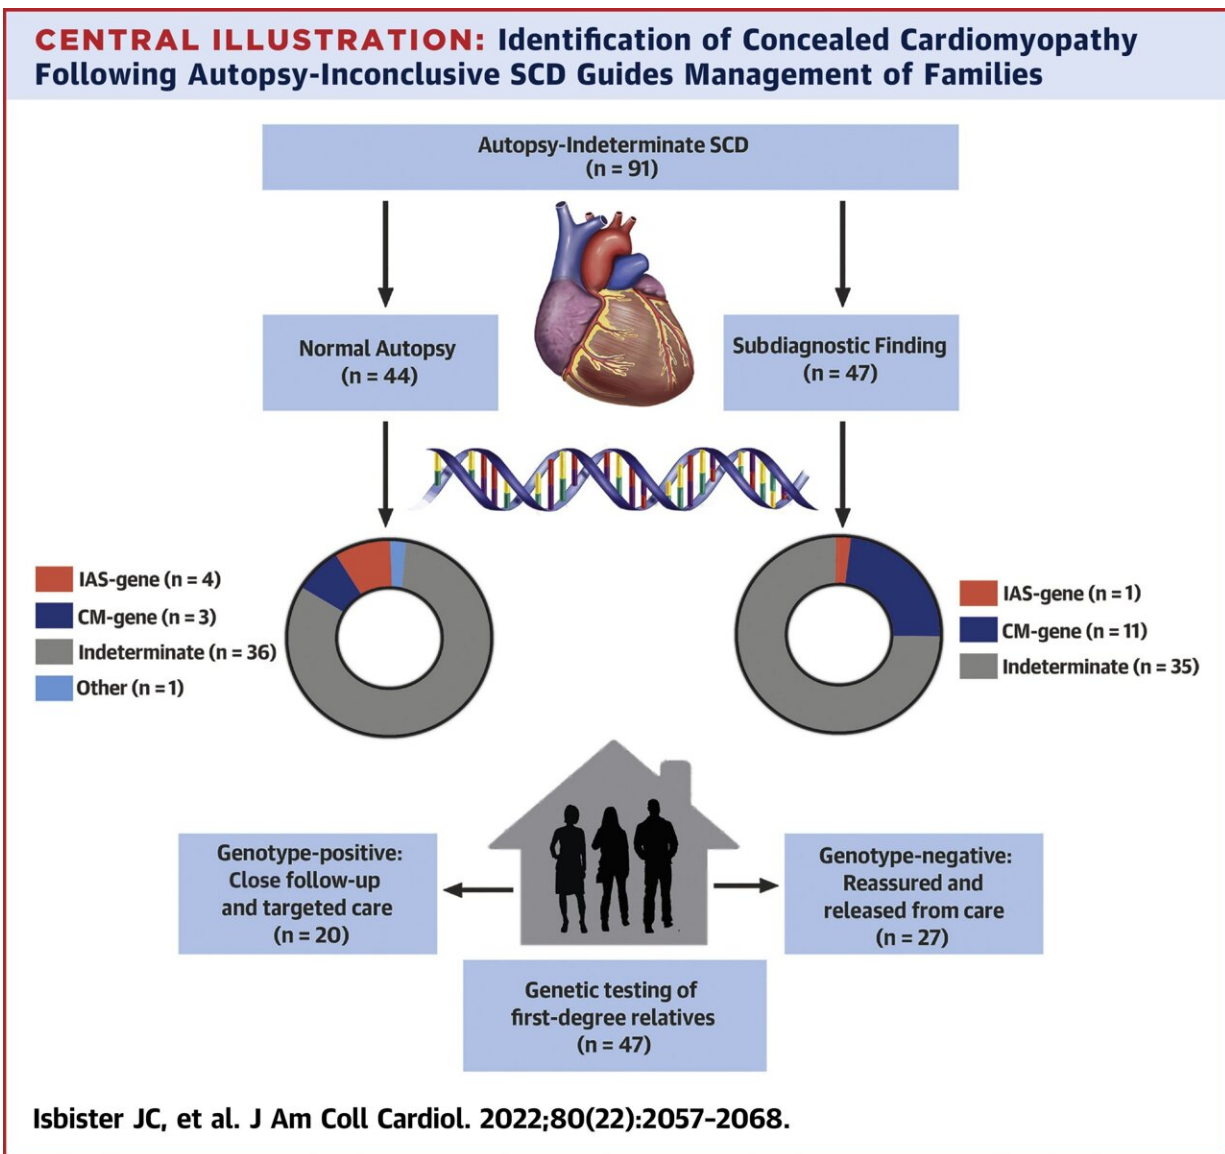 CENTRAL ILLUSTRATION: Identification of Concealed Cardiomyopathy
Following Autopsy-Inconclusive SCD Guides Management of Families
Autopsy-Indeterminate SCD
(n = 91)
Normal Autopsy
(n = 44)
Subdiagnostic Finding
(n = 47)
IAS-gene (n = 4)
CM-gene (n = 3)
Indeterminate (n = 36)
Other (n = 1)
IAS-gene (n = 1)
CM-gene (n = 11)
Indeterminate (n = 35)
Genotype-positive:
Close follow-up
and targeted care
(n = 20)
Genotype-negative:
Reassured and
released from care
(n = 27)
Genetic testing of
first-degree relatives
(n = 47)
Isbister JC, et al. J Am Coll Cardiol. 2022;80(22):2057–2068.